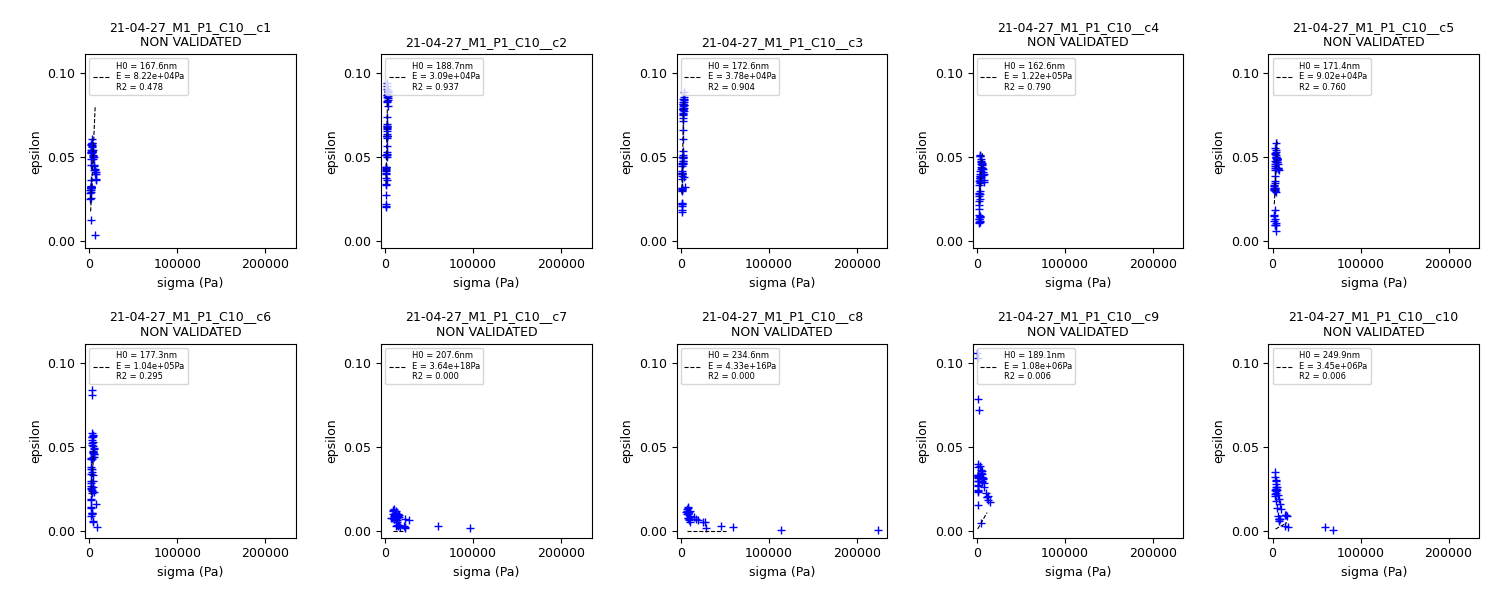 21-04-27_M1_P1_C10__c1
NON VALIDATED
H0 = 167.6nm
E = 8.22e+04Pa
R2 = 0.478
0.10
0.05
0.00
epsilon
0 100000 200000
sigma (Pa)
21-04-27_M1_P1_C10__c2
H0 = 188.7nm
E = 3.09e+04Pa
R2 = 0.937
0.10
0.05
0.00
epsilon
0 100000 200000
sigma (Pa)
21-04-27_M1_P1_C10__c3
H0 = 172.6nm
E = 3.78e+04Pa
R2 = 0.904
0.10
0.05
0.00
epsilon
0 100000 200000
sigma (Pa)
21-04-27_M1_P1_C10__c4
NON VALIDATED
H0 = 162.6nm
E = 1.22e+05Pa
R2 = 0.790
0.10
0.05
0.00
epsilon
0 100000 200000
sigma (Pa)
21-04-27_M1_P1_C10__c5
NON VALIDATED
H0 = 171.4nm
E = 9.02e+04Pa
R2 = 0.760
0.10
0.05
0.00
epsilon
0 100000 200000
sigma (Pa)
21-04-27_M1_P1_C10__c6
NON VALIDATED
H0 = 177.3nm
E = 1.04e+05Pa
R2 = 0.295
0.10
0.05
0.00
epsilon
0 100000 200000
sigma (Pa)
21-04-27_M1_P1_C10__c7
NON VALIDATED
H0 = 207.6nm
E = 3.64e+18Pa
R2 = 0.000
0.10
0.05
0.00
epsilon
0 100000 200000
sigma (Pa)
21-04-27_M1_P1_C10__c8
NON VALIDATED
H0 = 234.6nm
E = 4.33e+16Pa
R2 = 0.000
0.10
0.05
0.00
epsilon
0 100000 200000
sigma (Pa)
21-04-27_M1_P1_C10__c9
NON VALIDATED
H0 = 189.1nm
E = 1.08e+06Pa
R2 = 0.006
0.10
0.05
0.00
epsilon
0 100000 200000
sigma (Pa)
21-04-27_M1_P1_C10__c10
NON VALIDATED
H0 = 249.9nm
E = 3.45e+06Pa
R2 = 0.006
0.10
0.05
0.00
epsilon
0 100000 200000
sigma (Pa)